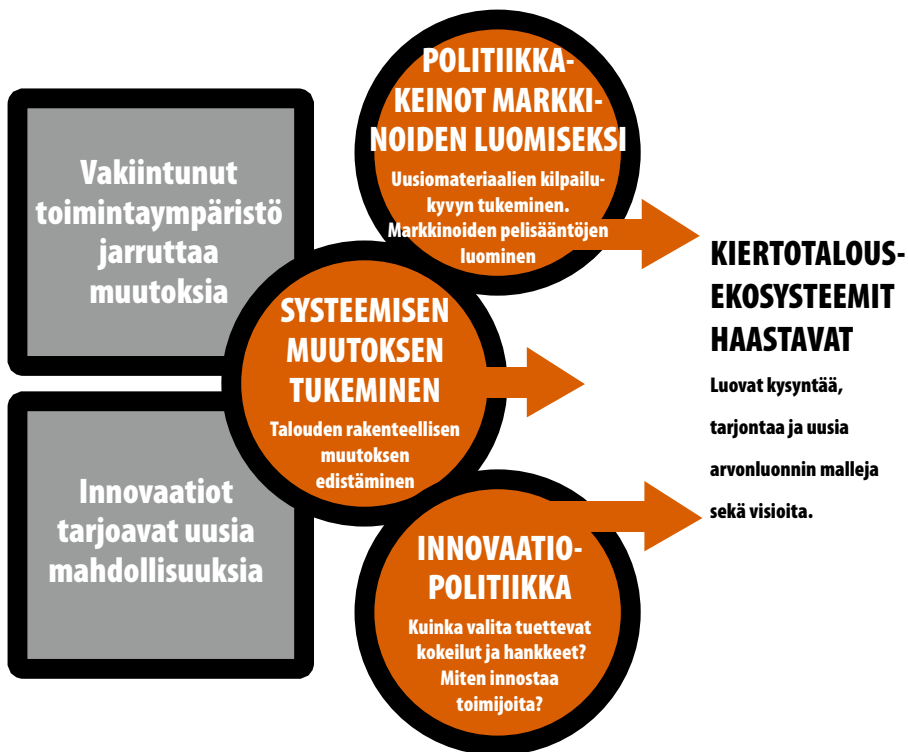 Vakiintunut
toimintaympäristö
jarruttaa
muutoksia
Innovaatiot
tarjoavat uusia
mahdollisuuksia
POLITIIKKA-
KEINOT MARKKI-
NOIDEN LUOMISEKSI
Uusiomateriaalien kilpailu-
kyvyn tukeminen.
Markkinoiden pelisääntöjen
luominen
SYSTEEMISEN
MUUTOKSEN
TUKEMINEN
Talouden rakenteellisen
muutoksen
edistäminen
INNOVAATIO-
POLITIIKKA
Kuinka valita tuettevat
kokeilut ja hankkeet?
Miten innostaa
toimijoita?
KIERTOTALOUS-
EKOSYSTEEMIT
HAASTAVAT
Luovat kysyntää,
tarjontaa ja uusia
arvonluonnin malleja
sekä visioita.